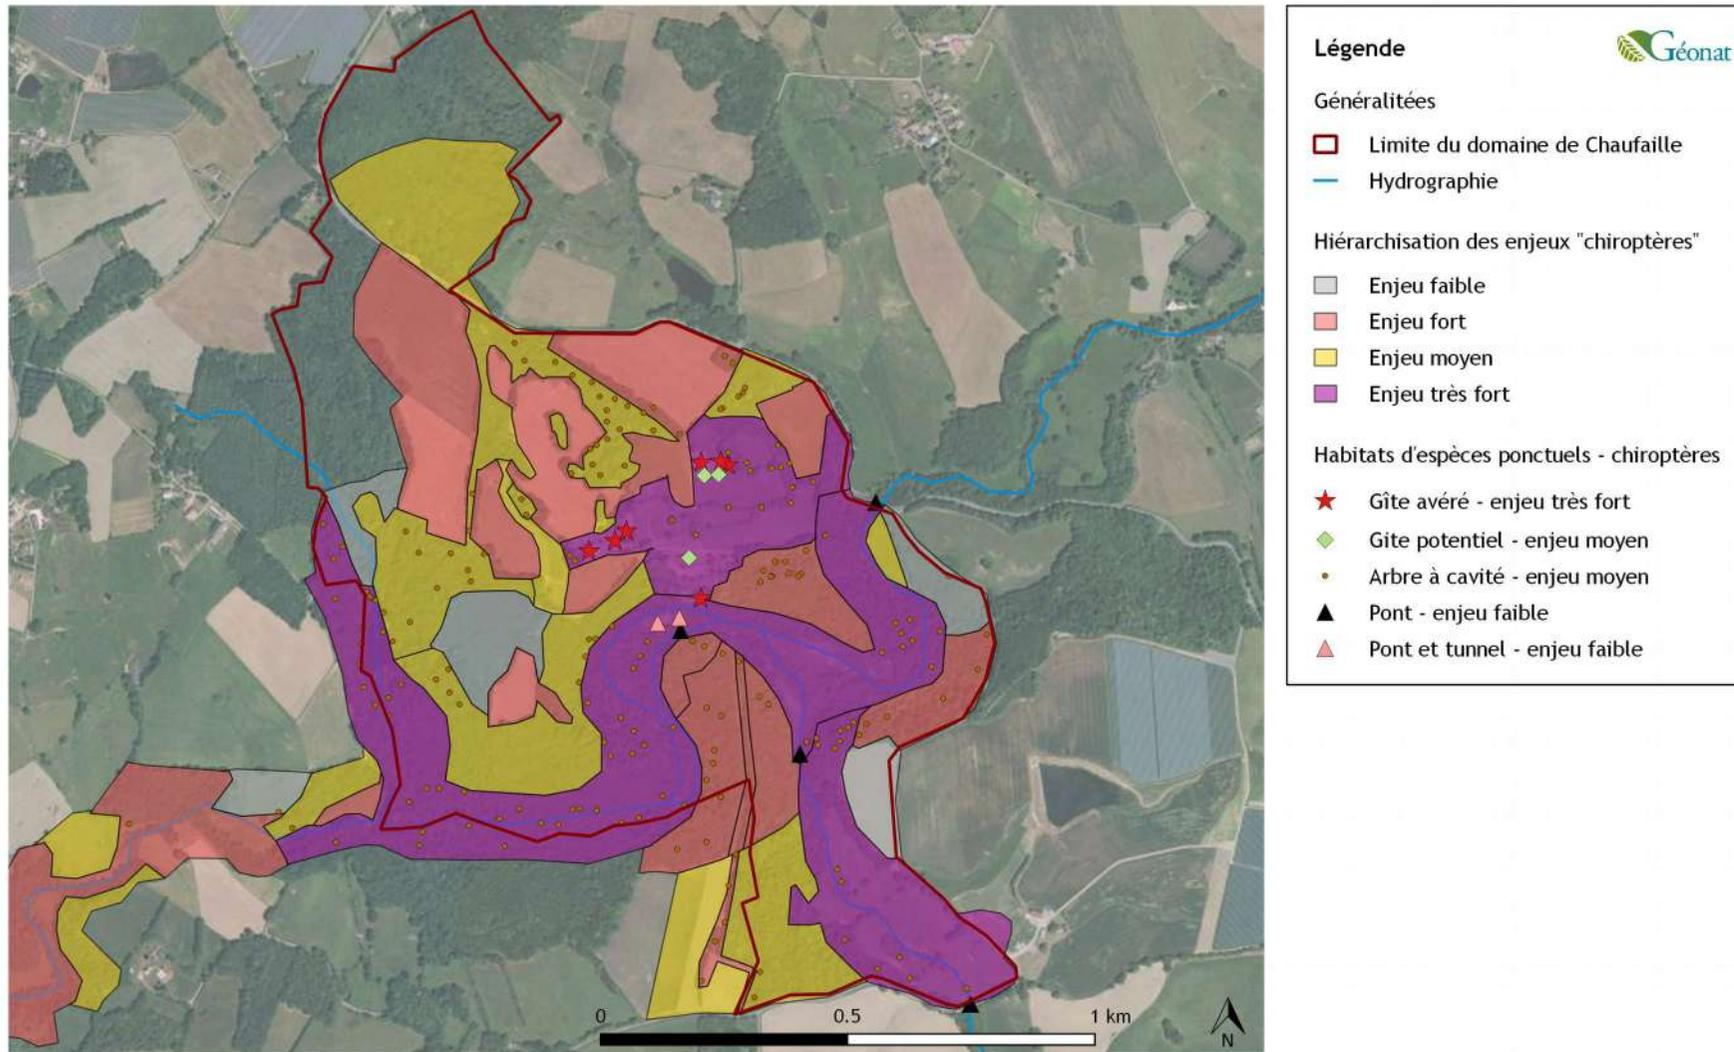 Légende
Géonat
Généralitées
Limite du domaine de Chaufaille
Hydrographie
Hiérarchisation des enjeux "chiroptères"
Enjeu faible
Enjeu fort
Enjeu moyen
Enjeu très fort
Habitats d'espèces ponctuels - chiroptères
Gîte avéré - enjeu très fort
Gite potentiel - enjeu moyen
Arbre à cavité - enjeu moyen
Pont - enjeu faible
Pont et tunnel - enjeu faible
0 0.5 1 km
N